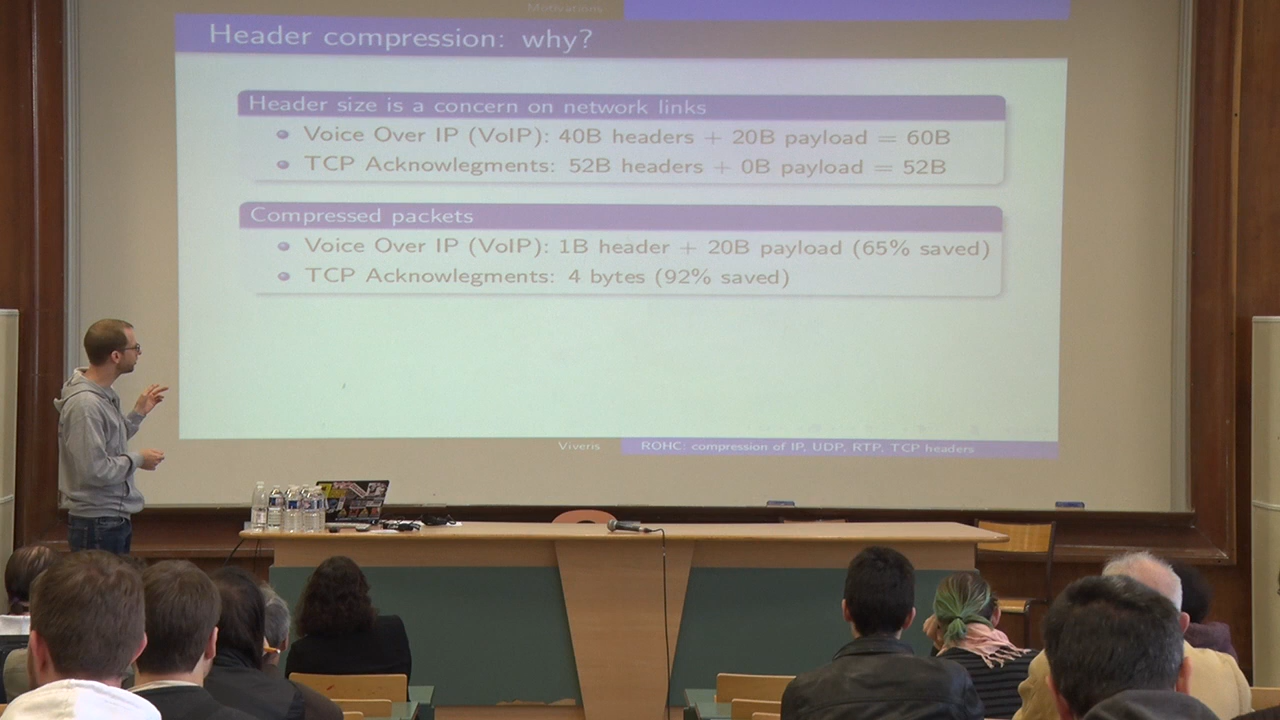 Motivations
Header compression: why?
Header size is a concern on network links
Voice Over IP (VoIP): 40B headers + 20B payload = 60B
TCP Acknowlegments: 52B headers + 0B payload = 52B
Compressed packets
Voice Over IP (VoIP): 1B header + 20B payload (65% saved)
TCP Acknowlegments: 4 bytes (92% saved)
Viveris ROHC: compression of IP, UDP, RTP, TCP headers